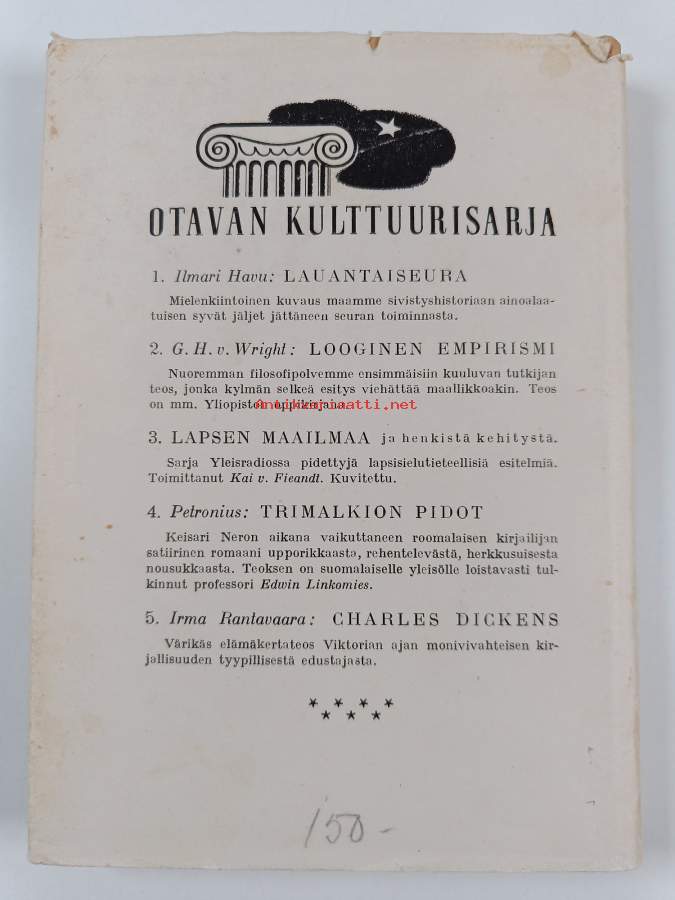 OTAVAN KULTTUURISARJA
1. Ilmari Havu: LAUANTAISEURA
Mielenkiintoinen kuvaus maamme sivistyshistoriaan ainoalaa-
tuisen syvät jäljet jättäneen seuran toiminnasta.
2. G. H. v. Wright: LOOGINEN EMPIRISMI
Nuoremman filosofipolvemme ensimmäisiin kuuluvan tutkijan
teos, jonka kylmän selkeä esitys viehättää maallikkoakin. Teos
on mm. Yliopiston oppikirjana.
Antikvariaatti.net
3. LAPSEN MAAILMAA ja henkistä kehitystä.
Sarja Yleisradiossa pidettyjä lapsisielutieteellisiä esitelmiä.
Toimittanut Kai v. Fieandt. Kuvitettu.
4. Petronius: TRIMALKION PIDOT
Keisari Neron aikana vaikuttaneen roomalaisen kirjailijan
satiirinen romaani upporikkaasta, rehentelevästä, herkkusuisesta
nousukkaasta. Teoksen on suomalaiselle yleisölle loistavasti tul-
kinnut professori Edwin Linkomies.
5. Irma Rantavaara: CHARLES DICKENS
Värikäs elämäkertateos Viktorian ajan monivivahteisen kir-
jallisuuden tyypillisestä edustajasta.
150-